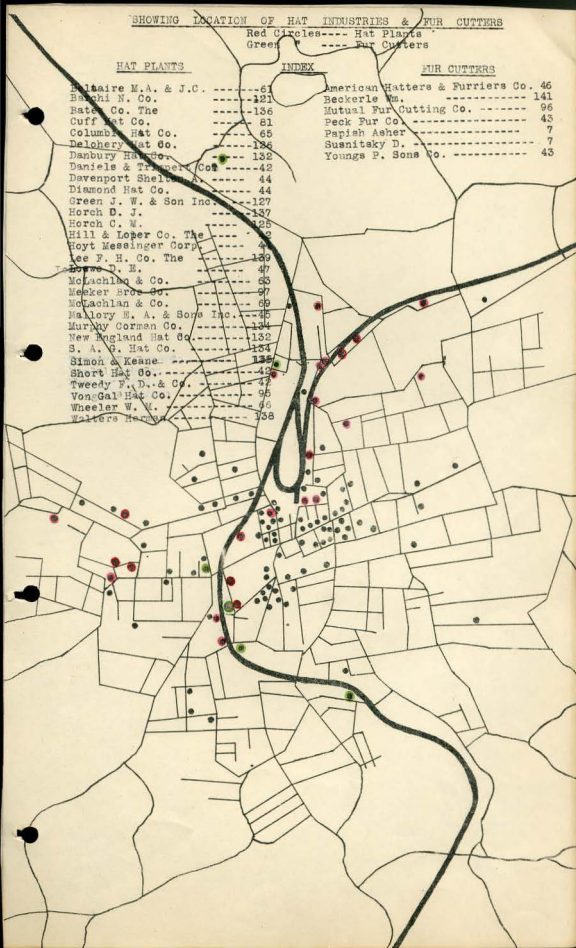 SHOWING LOCATION OF HAT INDUSTRIES & FUR CUTTERS
Red Circles---- Hat Plants
Green " ---- Fur Cutters
HAT PLANTS INDEX FUR CUTTERS
Beltaire M.A. & J.C. ----- 61
Bieschi N. Co. ----- 121
Bates Co. The ----- 136
Cuff Hat Co. ----- 81
Columbia Hat Co. ----- 65
Delohery Hat Co. ----- 136
Danbury Hat Co. ----- 132
Daniels & Co. ---- 42
Davenport Shelton A. ---- 44
Diamond Hat Co. ---- 44
Green J. W. & Son Inc. ---- 127
Horch D. J. ---- 137
Horch C. M. ---- 125
Hill & Loper Co. The
Hoyt Messinger Corp.
Lee F. H. Co. The ---- 139
D. E. ---- 47
McLachlan & Co. ---- 63
Meeker Bros Co. ---- 97
McLachlan & Co. ---- 69
Mallory E. A. & Sons Inc. ---- 45
Murphy Gorman Co. ---- 134
New England Hat Co. ---- 132
S. A. G. Hat Co. ---- 134
Simon & Keane ---- 135
Short Hat Co. ---- 42
Tweedy F. D. & Co. ---- 42
Von Gal Hat Co. ---- 95
Wheeler W. M. ---- 66
Walters Herman ---- 138
American Hatters & Furriers Co. 46
Beckerle Wm. ---- 141
Mutual Fur Cutting Co. ---- 96
Peck Fur Co. ---- 43
Papish Asher ---- 7
Susnitsky D. ---- 7
Youngs P. Sons Co. ---- 43